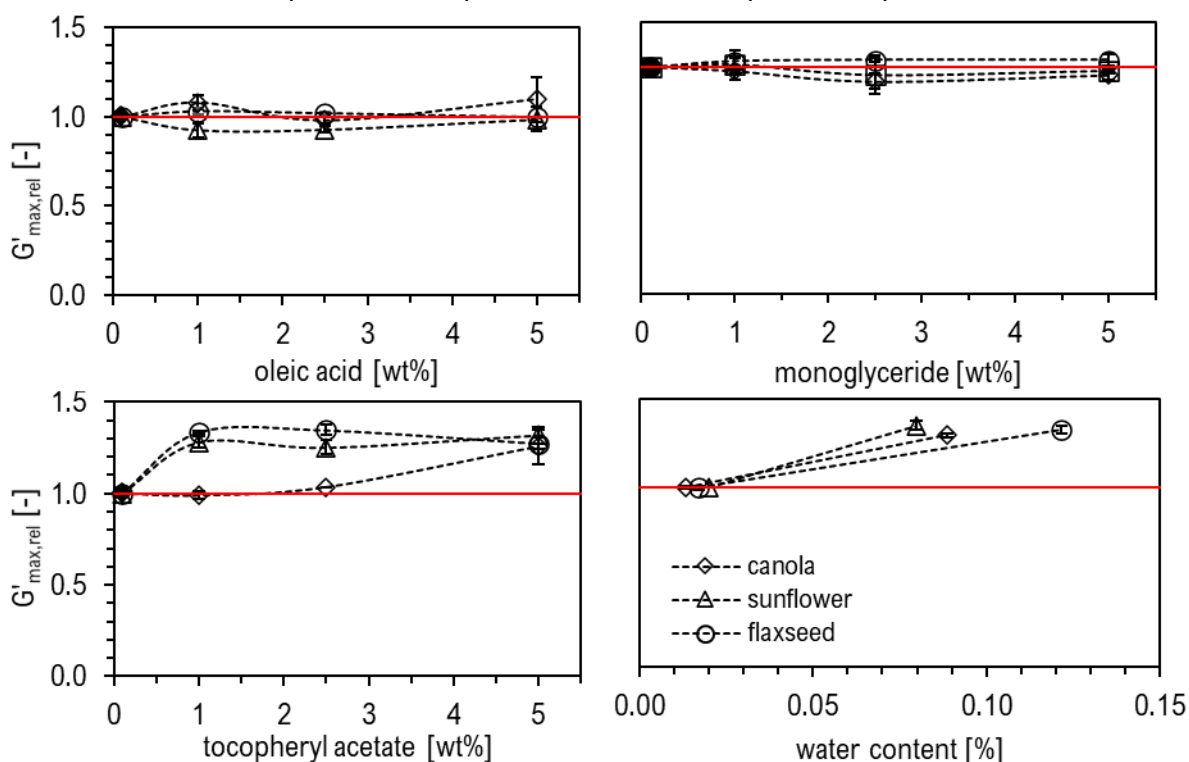 1.5
1.0
0.5
0.0
G'max,rel [-]
0 1 2 3 4 5
oleic acid [wt%]
0 1 2 3 4 5
monoglyceride [wt%]
1.5
1.0
0.5
0.0
G'max,rel [-]
0 1 2 3 4 5
tocopheryl acetate [wt%]
canola
sunflower
flaxseed
0.00 0.05 0.10 0.15
water content [%]